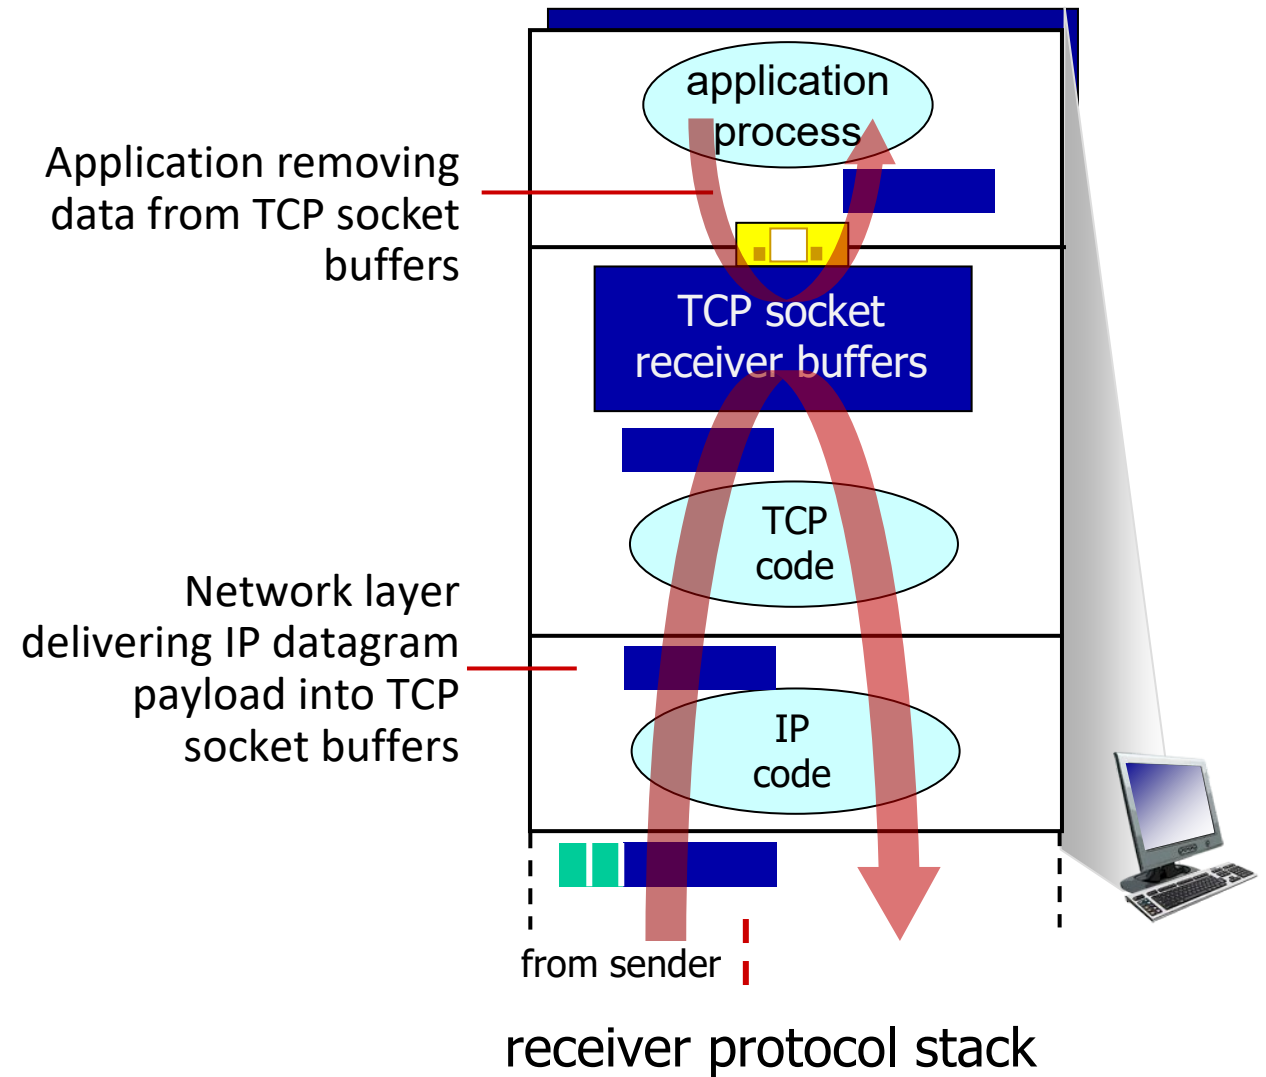 application
process
Application removing
data from TCP socket
buffers
TCP socket
receiver buffers
TCP
code
Network layer
delivering IP datagram
payload into TCP
socket buffers
IP
code
from sender
receiver protocol stack